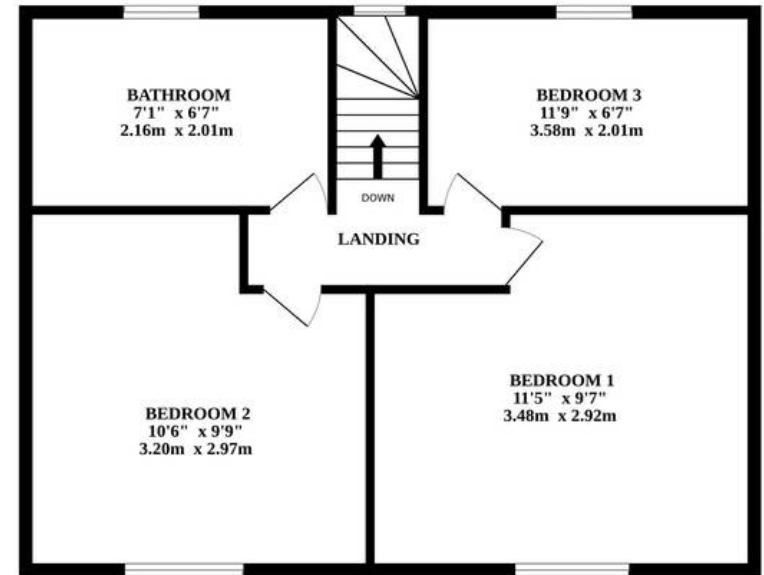 BATHROOM
7'1" x 6'7"
2.16m x 2.01m
BEDROOM 3
11'9" x 6'7"
3.58m x 2.01m
DOWN
LANDING
BEDROOM 1
11'5" x 9'7"
3.48m x 2.92m
BEDROOM 2
10'6" x 9'9"
3.20m x 2.97m